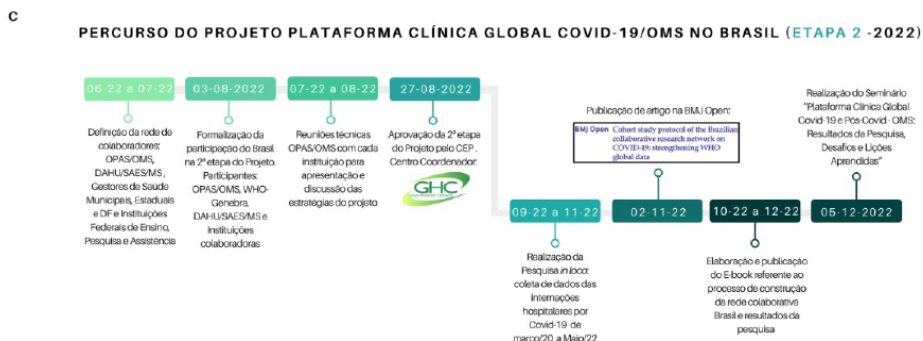 C
PERCURSO DO PROJETO PLATAFORMA CLÍNICA GLOBAL COVID-19/OMS NO BRASIL (ETAPA 2 -2022)
06-22 a 07-22
Definição da rede de
colaboradores:
OPAS/OMS,
DAHU/SAES/MS,
Gestores de Saúde
Municipais, Estaduais
e DF e Instituições
Federais de Ensino,
Pesquisa e Assistência
03-08-2022
Formalização da
participação do Brasil
na 2ª etapa do Projeto.
Participantes:
OPAS/OMS, WHO-
Genebra,
DAHU/SAES/MS e
Instituições
colaboradoras
07-22 a 08-22
Reuniões técnicas
OPAS/OMS com cada
instituição para
apresentação e
discussão das
estratégias do projeto
27-08-2022
Aprovação da 2ª etapa
do Projeto pelo CEP.
Centro Coordenador:
GHC
09-22 a 11-22
Realização da
Pesquisa in loco:
coleta de dados das
internações
hospitalares por
Covid-19 de
março/20 a Maio/22
Publicação de artigo na BMJ Open:
BMJ Open Cohort study protocol of the Brazilian
collaborative research network on
COVID-19: strengthening WHO
global data
02-11-22
10-22 a 12-22
Elaboração e publicação
do E-book referente ao
processo de construção
da rede colaborativa
Brasil e resultados da
pesquisa
Realização do Seminário
"Plataforma Clínica Global
Covid-19 e Pós-Covid - OMS:
Resultados da Pesquisa,
Desafios e Lições
Aprendidas"
05-12-2022